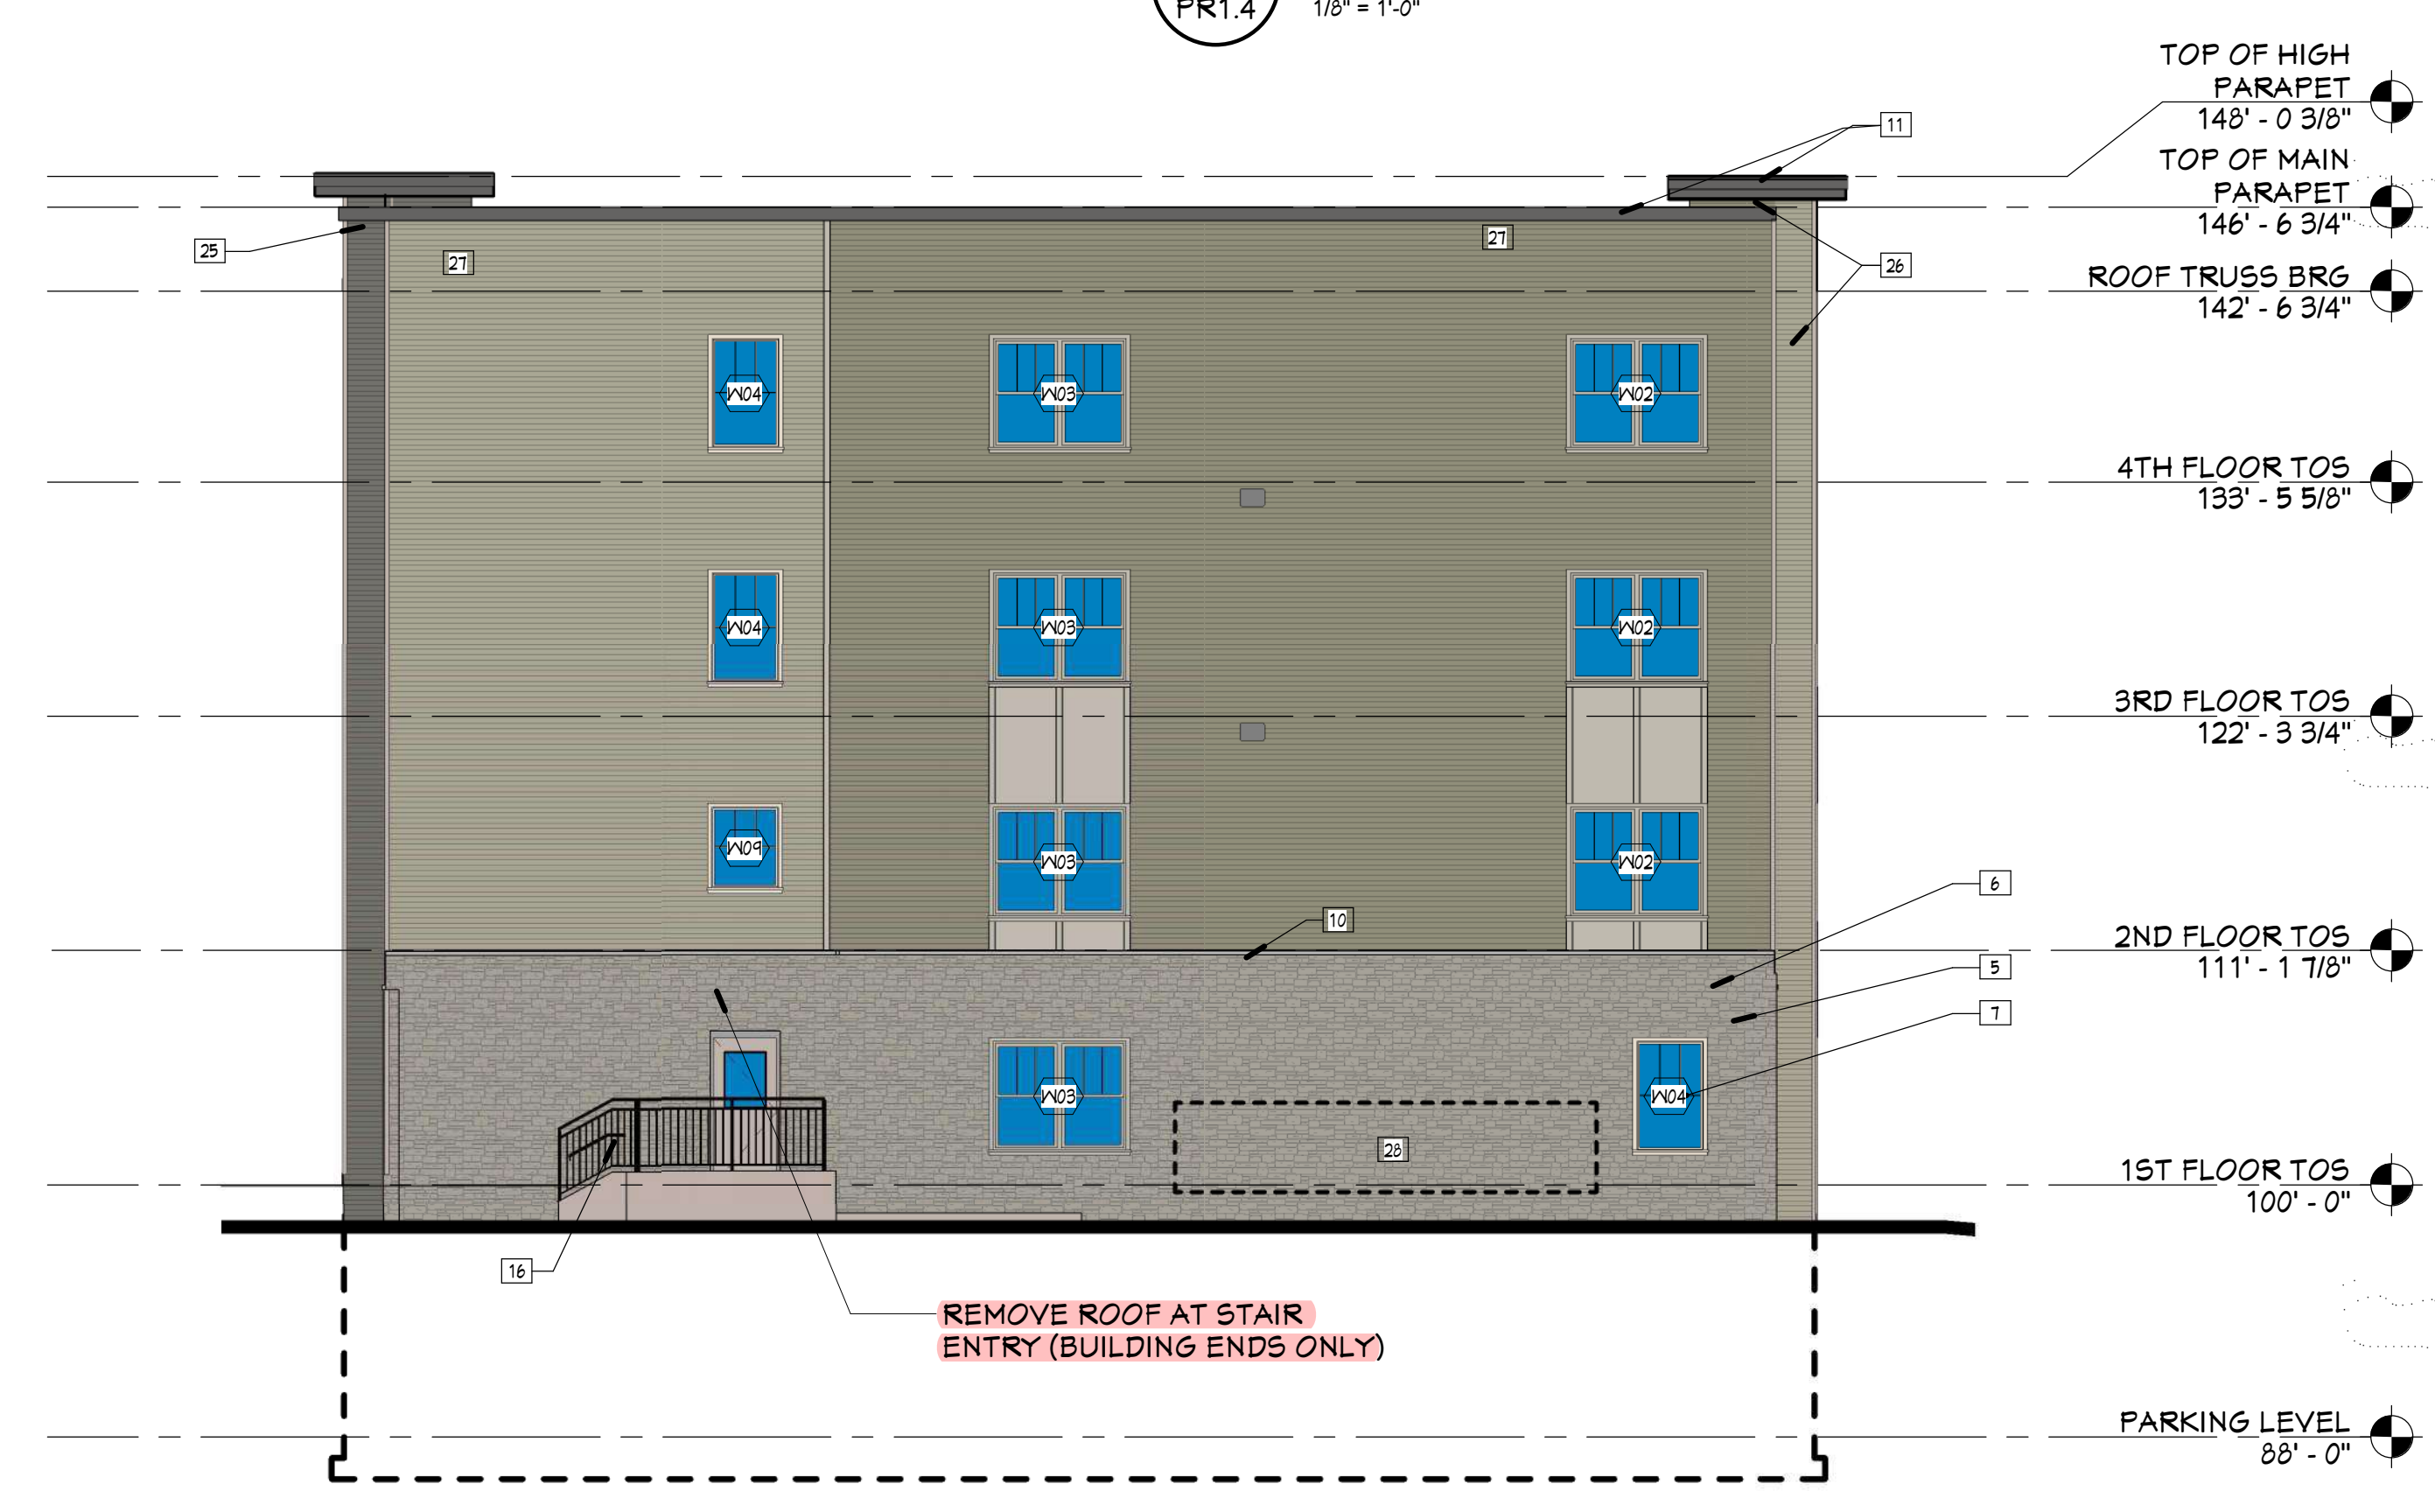 PR1.4
1/8" = 1'-0"
TOP OF HIGH
PARAPET
148' - 0 3/8"
11
TOP OF MAIN
PARAPET
146' - 6 3/4"
25
27
27
26
ROOF TRUSS BRG
142' - 6 3/4"
W04
W03
W02
4TH FLOOR TOS
133' - 5 5/8"
W04
W03
W02
3RD FLOOR TOS
122' - 3 3/4"
W09
W03
W02
6
10
2ND FLOOR TOS
111' - 1 7/8"
5
7
W03
W04
28
1ST FLOOR TOS
100' - 0"
16
REMOVE ROOF AT STAIR
ENTRY (BUILDING ENDS ONLY)
PARKING LEVEL
88' - 0"